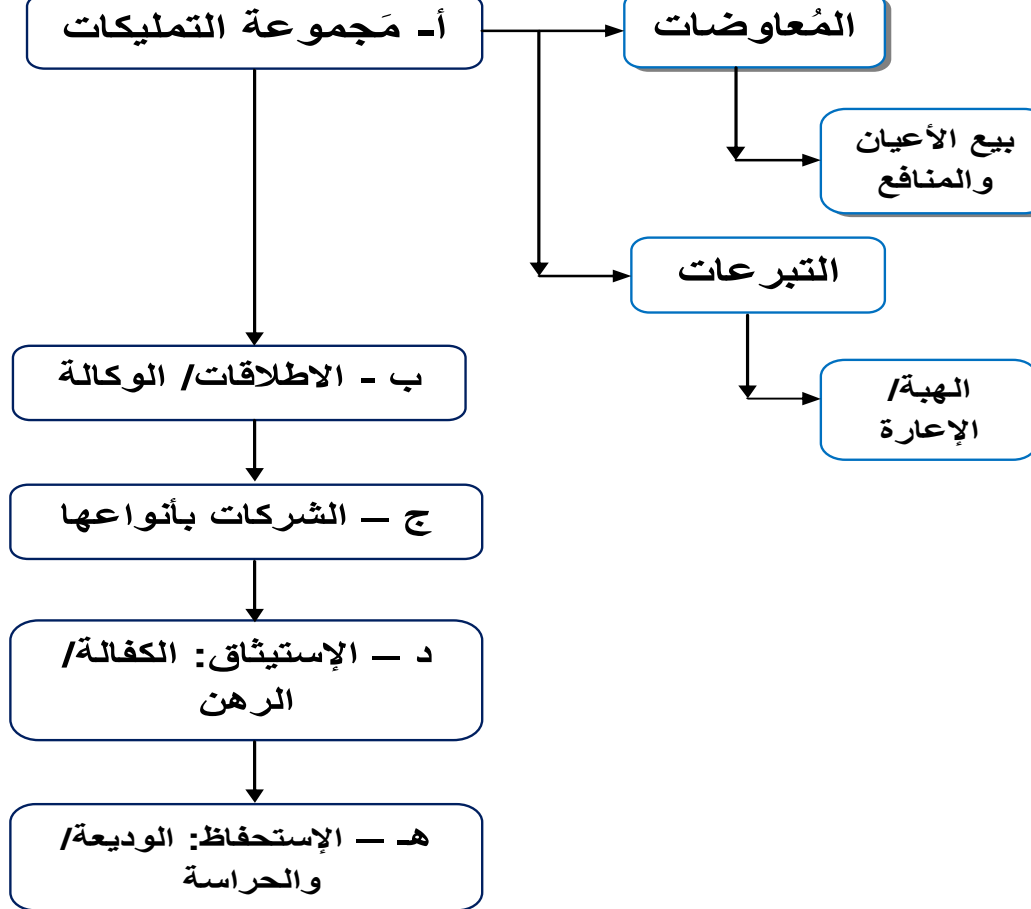 أ- مَجموعة التمليكات
المُعاوضات
بيع الأعيان
والمنافع
التبرعات
الهبة/
الإعارة
ب - الاطلاقات/ الوكالة
ج – الشركات بأنواعها
د – الإستيثاق: الكفالة/
الرهن
هـ – الإستحفاظ: الوديعة/
والحراسة